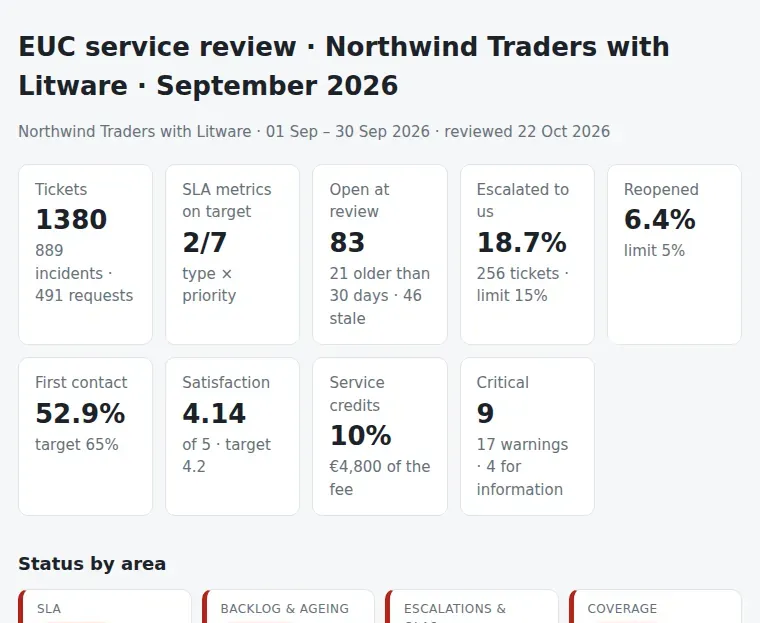 EUC service review · Northwind Traders with
Litware · September 2026
Northwind Traders with Litware · 01 Sep – 30 Sep 2026 · reviewed 22 Oct 2026
Tickets
1380
889
incidents ·
491 requests
SLA metrics
on target
2/7
type ×
priority
Open at
review
83
21 older than
30 days · 46
stale
Escalated to
us
18.7%
256 tickets ·
limit 15%
Reopened
6.4%
limit 5%
First contact
52.9%
target 65%
Satisfaction
4.14
of 5 · target
4.2
Service
credits
10%
€4,800 of the
fee
Critical
9
17 warnings
· 4 for
information
Status by area
SLA
BACKLOG & AGEING
ESCALATIONS &
COVERAGE